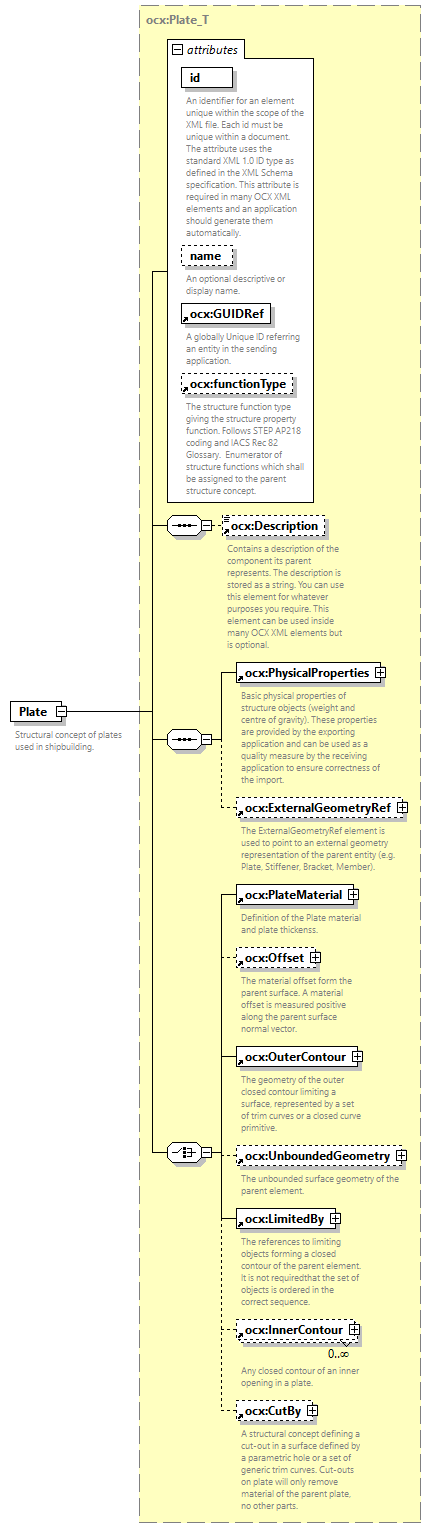 ocx:Plate_T
attributes
id
An identifier for an element
unique within the scope of the
XML file. Each id must be
unique within a document.
The attribute uses the
standard XML 1.0 ID type as
defined in the XML Schema
specification. This attribute is
required in many OCX XML
elements and an application
should generate them
automatically.
name
An optional descriptive or
display name.
ocx:GUIDRef
A globally Unique ID referring
an entity in the sending
application.
ocx:functionType
The structure function type
giving the structure property
function. Follows STEP AP218
coding and IACS Rec 82
Glossary. Enumerator of
structure functions which shall
be assigned to the parent
structure concept.
ocx:Description
Contains a description of the
component its parent
represents. The description is
stored as a string. You can use
this element for whatever
purposes you require. This
element can be used inside
many OCX XML elements but
is optional.
Plate
Structural concept of plates
used in shipbuilding.
ocx:PhysicalProperties
Basic physical properties of
structure objects (weight and
centre of gravity). These properties
are provided by the exporting
application and can be used as a
quality measure by the receiving
application to ensure correctness of
the import.
ocx:ExternalGeometryRef
The ExternalGeometryRef element is
used to point to an external geometry
representation of the parent entity (e.g.
Plate, Stiffener, Bracket, Member).
ocx:PlateMaterial
Definition of the Plate material
and plate thickenss.
ocx:Offset
The material offset form the
parent surface. A material
offset is measured positive
along the parent surface
normal vector.
ocx:OuterContour
The geometry of the outer
closed contour limiting a
surface, represented by a set
of trim curves or a closed curve
primitive.
ocx:UnboundedGeometry
The unbounded surface geometry of the
parent element.
ocx:LimitedBy
The references to limiting
objects forming a closed
contour of the parent element.
It is not requiredthat the set of
objects is ordered in the
correct sequence.
ocx:InnerContour
0..∞
Any closed contour of an inner
opening in a plate.
ocx:CutBy
A structural concept defining a
cut-out in a surface defined by
a parametric hole or a set of
generic trim curves. Cut-outs
on plate will only remove
material of the parent plate,
no other parts.